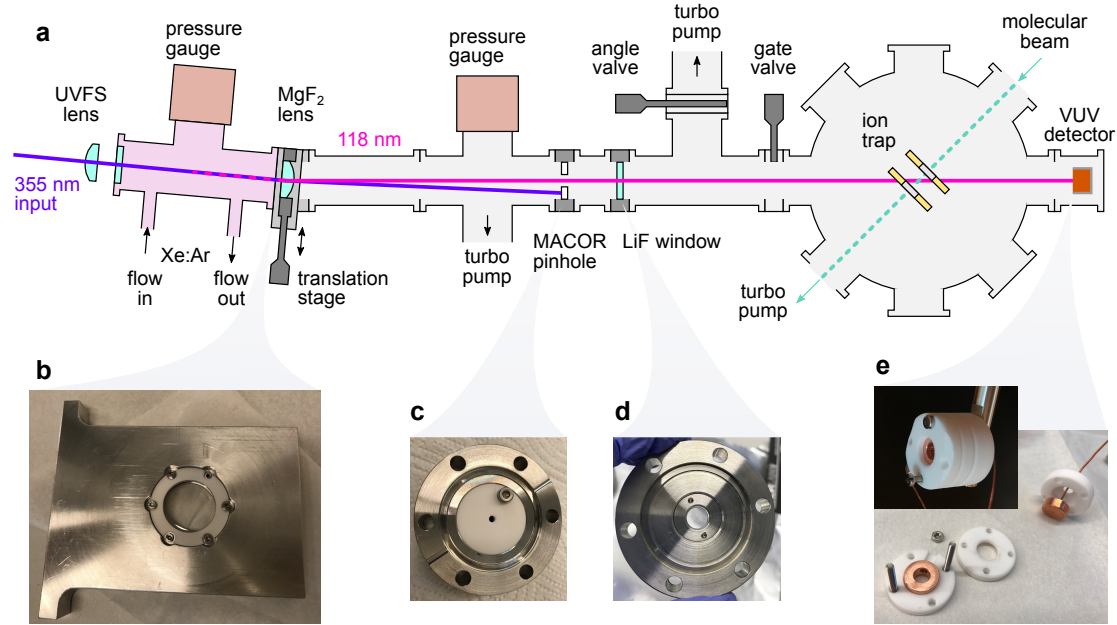 a
pressure
gauge
UVFS
lens
MgF2
lens
118 nm
355 nm
input
Xe:Ar
flow
in
flow
out
translation
stage
pressure
gauge
turbo
pump
MACOR
pinhole
angle
valve
turbo
pump
gate
valve
LiF window
molecular
beam
ion
trap
VUV
detector
turbo
pump
b
c
d
e